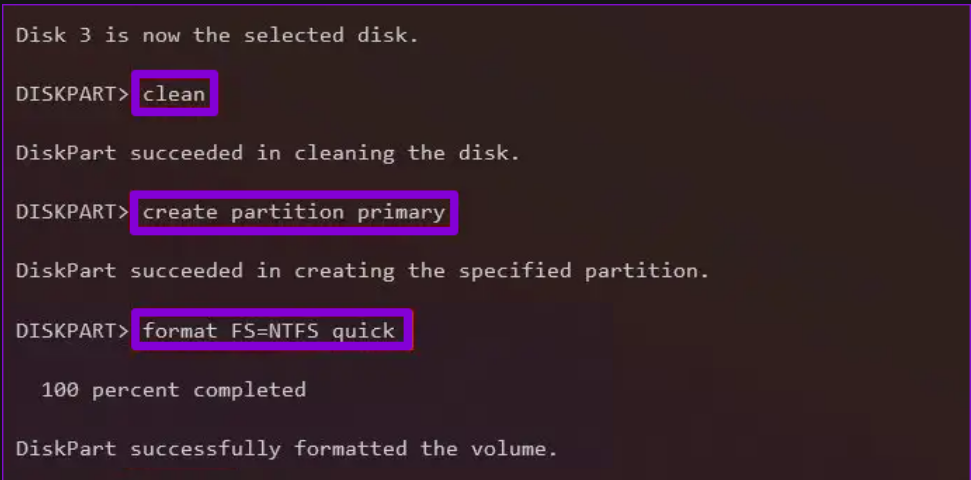 Disk 3 is now the selected disk.
DISKPART> clean
DiskPart succeeded in cleaning the disk.
DISKPART> create partition primary
DiskPart succeeded in creating the specified partition.
DISKPART> format FS=NTFS quick
100 percent completed
DiskPart successfully formatted the volume.